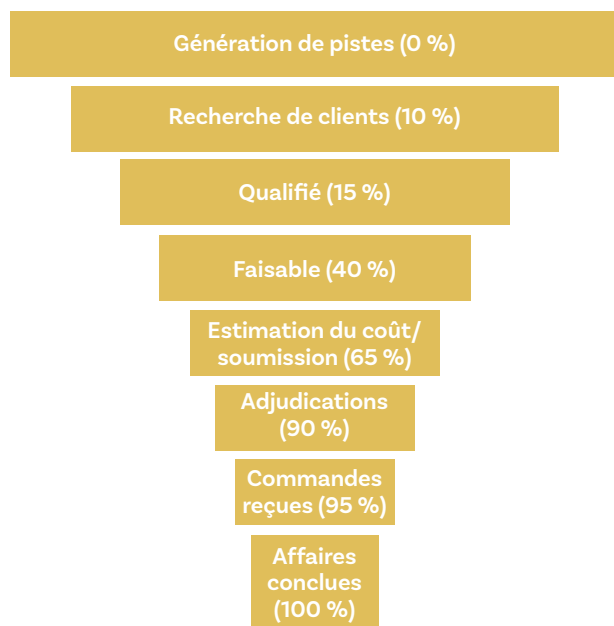 Génération de pistes (0 %)
Recherche de clients (10 %)
Qualifié (15 %)
Faisable (40 %)
Estimation du coût/
soumission (65 %)
Adjudications
(90 %)
Commandes
reçues (95 %)
Affaires
conclues
(100 %)